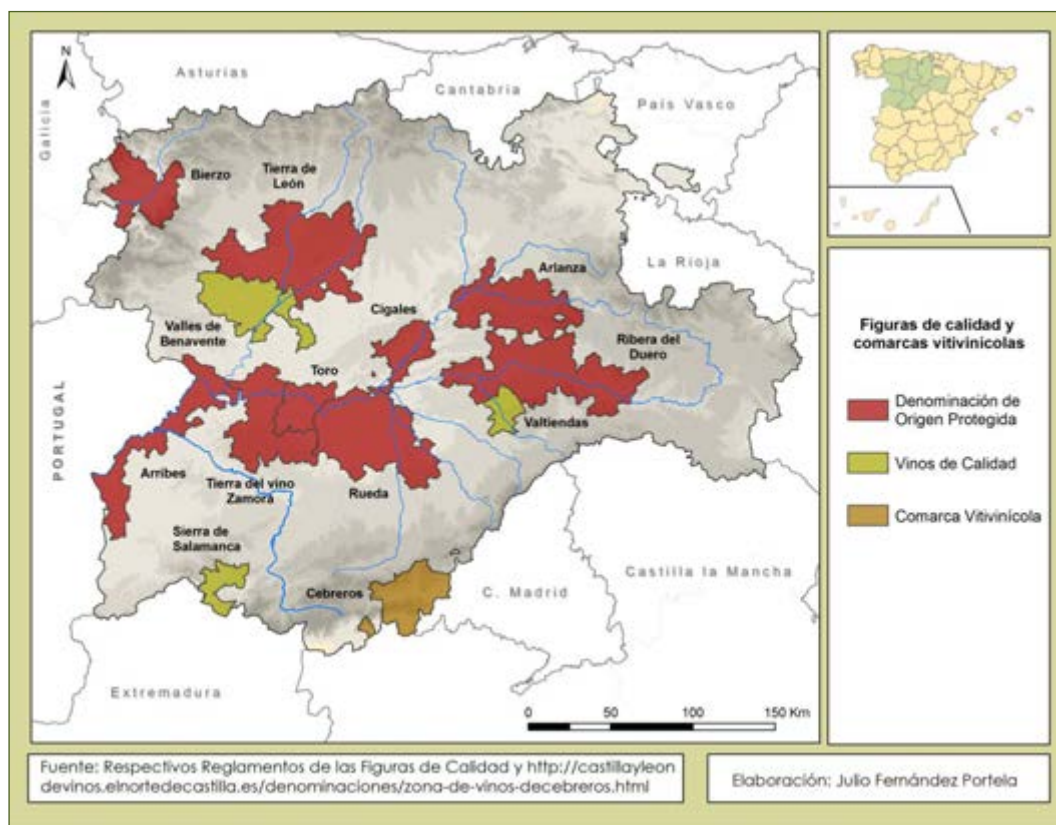 N
Asturias
Cantabria
País Vasco
Galicia
Bierzo
Tierra de
León
La Rioja
Arlanza
Cigales
Valles de
Benavente
Ribera del
Duero
Toro
Valtiendas
PORTUGAL
Arribes
Tierra del vino
Zamora
Rueda
Sierra de
Salamanca
Cebreros
C. Madrid
Castilla la Mancha
Extremadura
0 50 100 150 Km
Figuras de calidad y
comarcas vitivinícolas
Denominación de
Origen Protegida
Vinos de Calidad
Comarca Vitivinícola
Fuente: Respectivos Reglamentos de las Figuras de Calidad y http://castillayleon
devinos.elnortedecastilla.es/denominaciones/zona-de-vinos-decebreros.html
Elaboración: Julio Fernández Portela